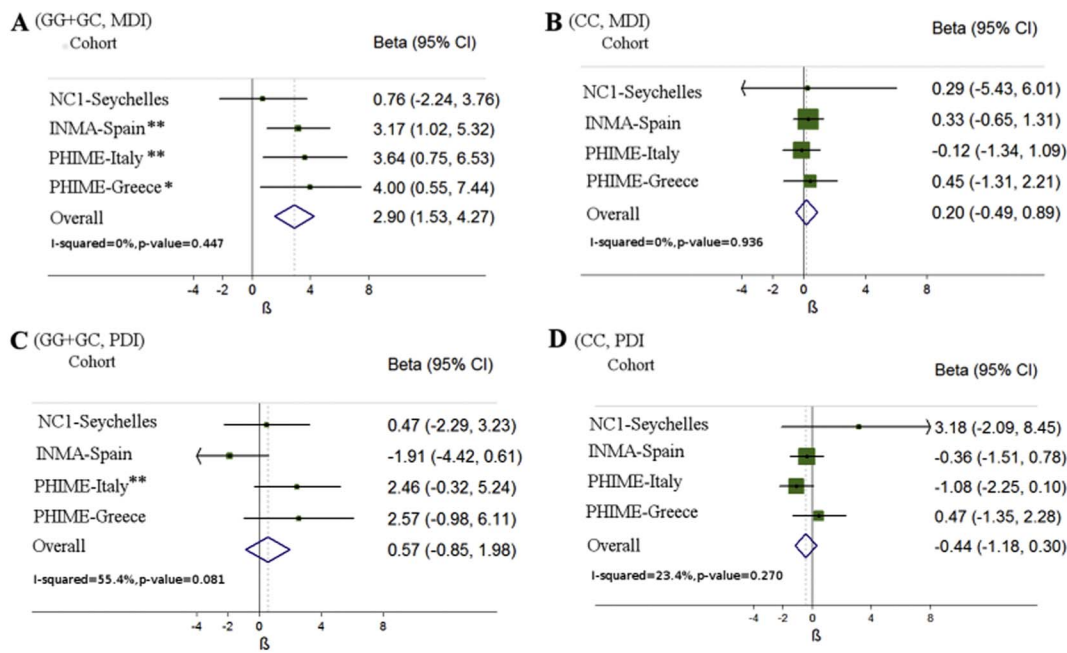 A (GG+GC, MDI)
Cohort
Beta (95% CI)
NC1-Seychelles 0.76 (-2.24, 3.76)
INMA-Spain** 3.17 (1.02, 5.32)
PHIME-Italy ** 3.64 (0.75, 6.53)
PHIME-Greece * 4.00 (0.55, 7.44)
Overall 2.90 (1.53, 4.27)
I-squared=0%,p-value=0.447
-4 -2 0 4 8
ß
B (CC, MDI)
Cohort
Beta (95% CI)
NC1-Seychelles 0.29 (-5.43, 6.01)
INMA-Spain 0.33 (-0.65, 1.31)
PHIME-Italy -0.12 (-1.34, 1.09)
PHIME-Greece 0.45 (-1.31, 2.21)
Overall 0.20 (-0.49, 0.89)
I-squared=0%,p-value=0.936
-4 -2 0 4 8
ß
C (GG+GC, PDI)
Cohort
Beta (95% CI)
NC1-Seychelles 0.47 (-2.29, 3.23)
INMA-Spain -1.91 (-4.42, 0.61)
PHIME-Italy** 2.46 (-0.32, 5.24)
PHIME-Greece 2.57 (-0.98, 6.11)
Overall 0.57 (-0.85, 1.98)
I-squared=55.4%,p-value=0.081
-4 -2 0 4 8
ß
D (CC, PDI
Cohort
Beta (95% CI)
NC1-Seychelles 3.18 (-2.09, 8.45)
INMA-Spain -0.36 (-1.51, 0.78)
PHIME-Italy -1.08 (-2.25, 0.10)
PHIME-Greece 0.47 (-1.35, 2.28)
Overall -0.44 (-1.18, 0.30)
I-squared=23.4%,p-value=0.270
-4 -2 0 4 8
ß